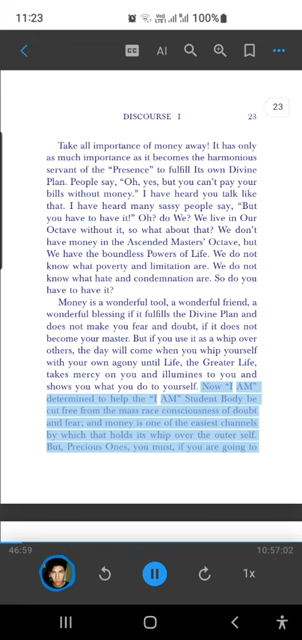 11:23
100%
CC
AI
23
DISCOURSE I 23
Take all importance of money away! It has only
as much importance as it becomes the harmonious
servant of the "Presence" to fulfill Its own Divine
Plan. People say, "Oh, yes, but you can't pay your
bills without money." I have heard you talk like
that. I have heard many sassy people say, "But
you have to have it!" Oh? do We? We live in Our
Octave without it, so what about that? We don't
have money in the Ascended Masters' Octave, but
We have the boundless Powers of Life. We do not
know what poverty and limitation are. We do not
know what hate and condemnation are. So do you
have to have it?
Money is a wonderful tool, a wonderful friend, a
wonderful blessing if it fulfills the Divine Plan and
does not make you fear and doubt, if it does not
become your master. But if you use it as a whip over
others, the day will come when you whip yourself
with your own agony until Life, the Greater Life,
takes mercy on you and illumines to you and
shows you what you do to yourself. Now "I AM"
determined to help the "I AM" Student Body be
cut free from the mass race consciousness of doubt
and fear; and money is one of the easiest channels
by which that holds its whip over the outer self.
But, Precious Ones, you must, if you are going to
46:59
10:57:02
1x